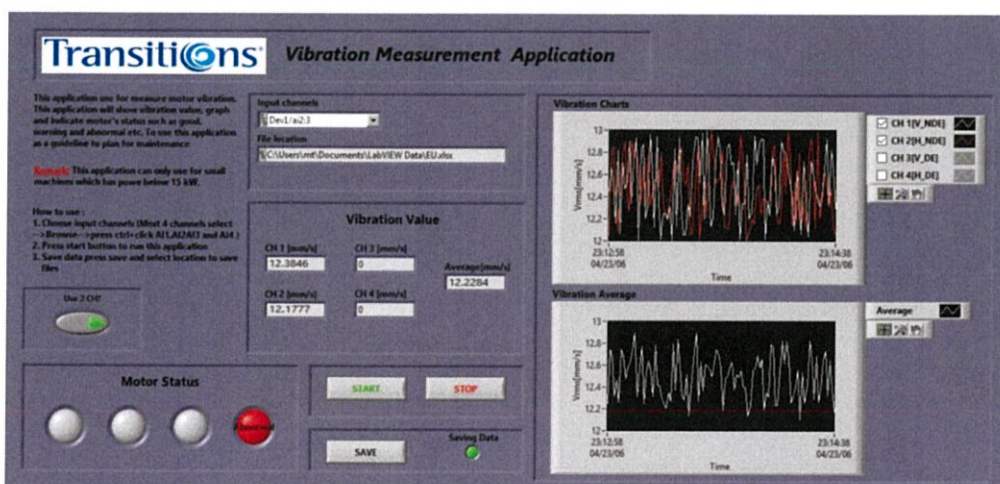 Transitions®
Vibration Measurement Application
This application use for measure motor vibration.
This application will show vibration value, graph
and indicate motor's status such as good,
warning and abnormal etc. To use this application
as a guideline to plan for maintenance
Remark: This application can only use for small
machines which has powe below 15 kW.
How to use :
1. Choose input channels (Most 4 channels select
-->Browse-->press ctrl+click AI1,AI2AI3 and AI4 )
2. Press start button to run this application
3. Save data press save and select location to save
files
Use 2 CH?
Input channels
Dev1/ai2:3
File location
C:\Users\mt\Documents\LabVIEW Data\EU.xlsx
Vibration Value
CH 1 [mm/s]
12.3846
CH 3 [mm/s]
0
Average[mm/s]
12.2284
CH 2 [mm/s]
12.1777
CH 4 [mm/s]
0
Motor Status
Abnormal
START
STOP
SAVE
Saving Data
Vibration Charts
CH 1[V_NDE]
CH 2[H_NDE]
CH 3[V_DE]
CH 4[H_DE]
Vrms[mm/s]
13
12.8
12.6
12.4
12.2
12
23:12:58
04/23/06
23:14:38
04/23/06
Time
Vibration Average
Average
Vrms[mm/s]
13
12.8
12.6
12.4
12.2
12
23:12:58
04/23/06
23:14:38
04/23/06
Time